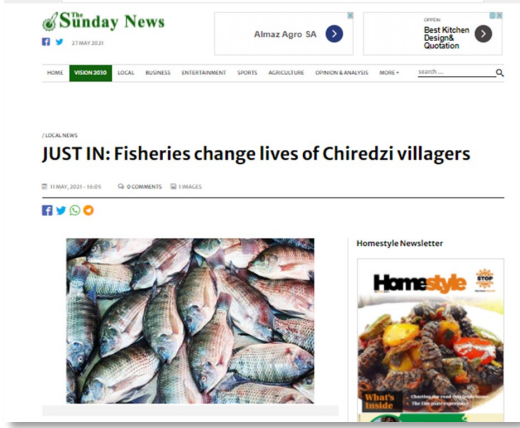 The
Sunday News
27 MAY 2021
Almaz Agro SA
OPPEIN
Best Kitchen
Design&
Quotation
HOME VISION 2030 LOCAL BUSINESS ENTERTAINMENT SPORTS AGRICULTURE OPINION & ANALYSIS MORE
search ...
/ LOCAL NEWS
JUST IN: Fisheries change lives of Chiredzi villagers
11 MAY, 2021 - 16:05 0 COMMENTS 1 IMAGES
Homestyle Newsletter
Homestyle
STOP
What's
Inside